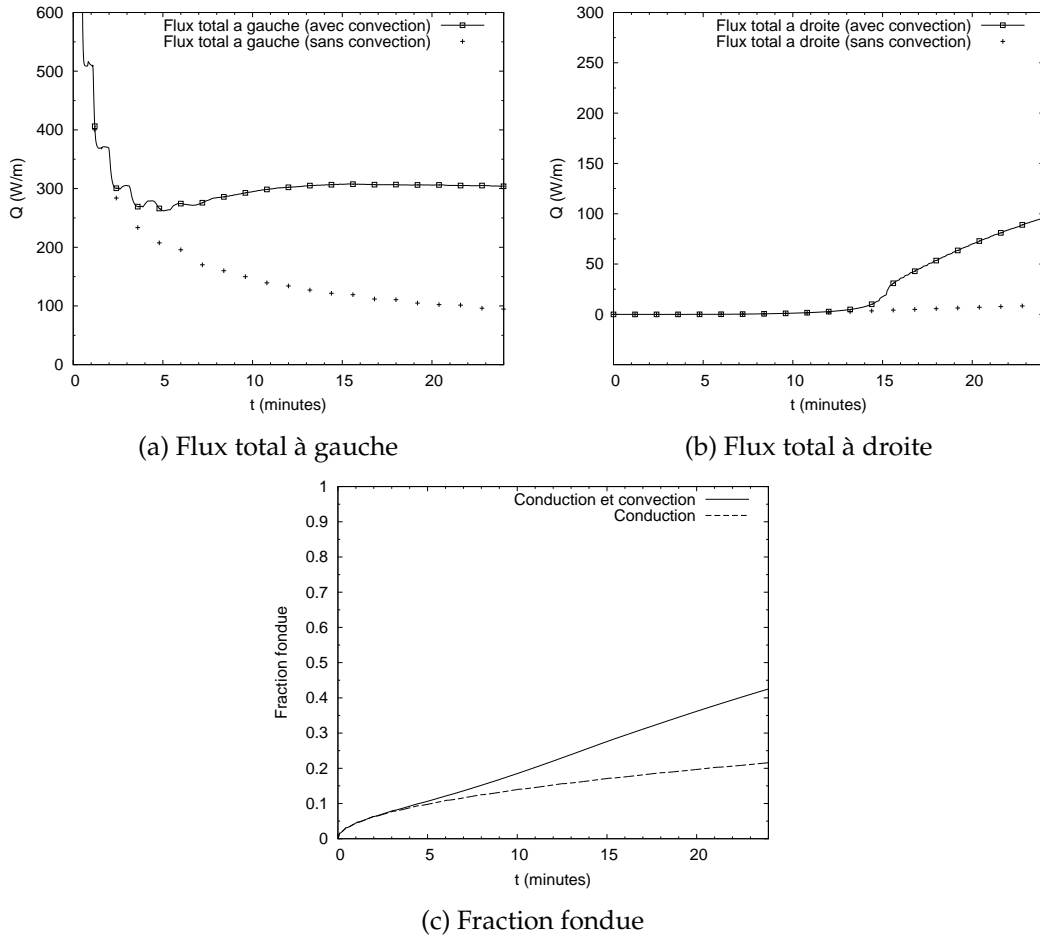 Flux total a gauche (avec convection)
Flux total a gauche (sans convection)
600
500
400
300
200
100
0
Q (W/m)
0 5 10 15 20
t (minutes)
(a) Flux total à gauche
Flux total a droite (avec convection)
Flux total a droite (sans convection)
300
250
200
150
100
50
0
Q (W/m)
0 5 10 15 20
t (minutes)
(b) Flux total à droite
Conduction et convection
Conduction
1
0.9
0.8
0.7
0.6
0.5
0.4
0.3
0.2
0.1
0
Fraction fondue
0 5 10 15 20
t (minutes)
(c) Fraction fondue